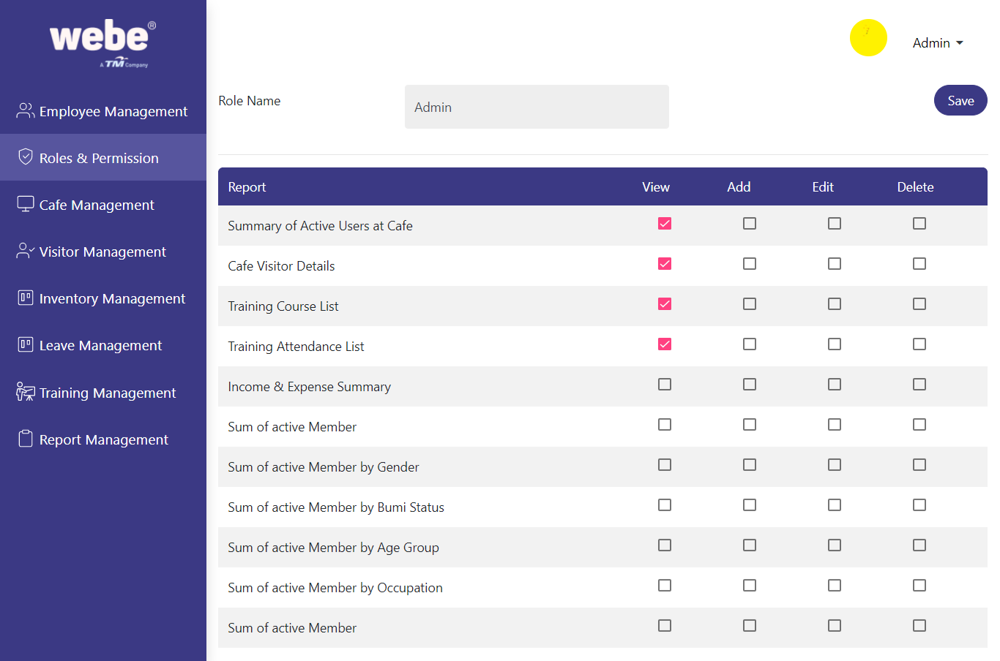 webe®
A TM Company
Employee Management
Roles & Permission
Cafe Management
Visitor Management
Inventory Management
Leave Management
Training Management
Report Management
Admin
Role Name
Admin
Save
Report View Add Edit Delete
Summary of Active Users at Cafe
Cafe Visitor Details
Training Course List
Training Attendance List
Income & Expense Summary
Sum of active Member
Sum of active Member by Gender
Sum of active Member by Bumi Status
Sum of active Member by Age Group
Sum of active Member by Occupation
Sum of active Member